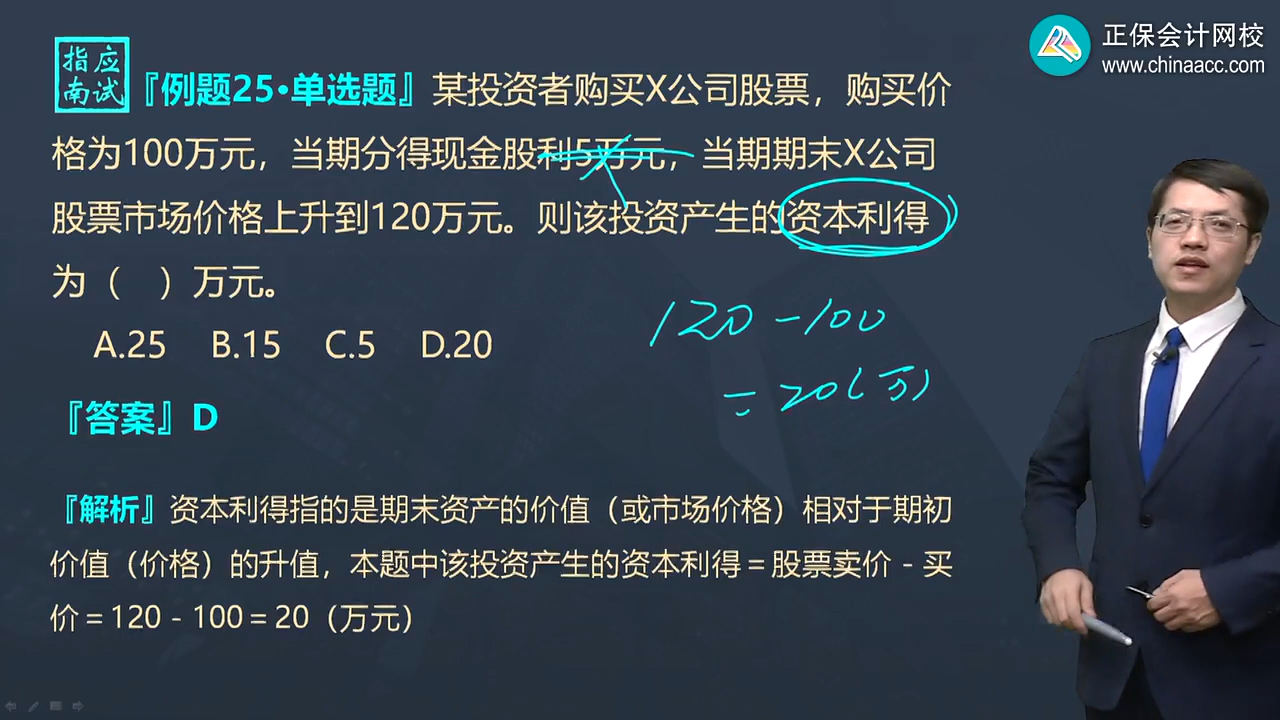 正保会计网校
www.chinaacc.com
应试
指南
『例题25•单选题』某投资者购买X公司股票，购买价
格为100万元，当期分得现金股利5万元，当期期末X公司
股票市场价格上升到120万元。则该投资产生的资本利得
为（　）万元。
A.25 B.15 C.5 D.20
120-100
=20(万)
『答案』D
『解析』资本利得指的是期末资产的价值（或市场价格）相对于期初
价值（价格）的升值，本题中该投资产生的资本利得＝股票卖价－买
价＝120－100＝20（万元）